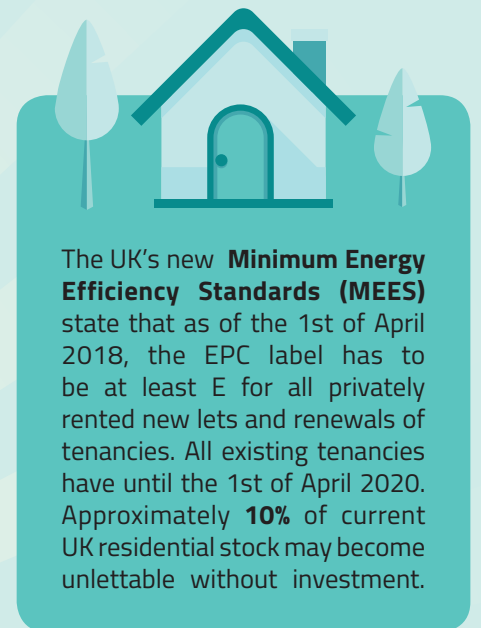 The UK's new Minimum Energy
Efficiency Standards (MEES)
state that as of the 1st of April
2018, the EPC label has to
be at least E for all privately
rented new lets and renewals of
tenancies. All existing tenancies
have until the 1st of April 2020.
Approximately 10% of current
UK residential stock may become
unlettable without investment.